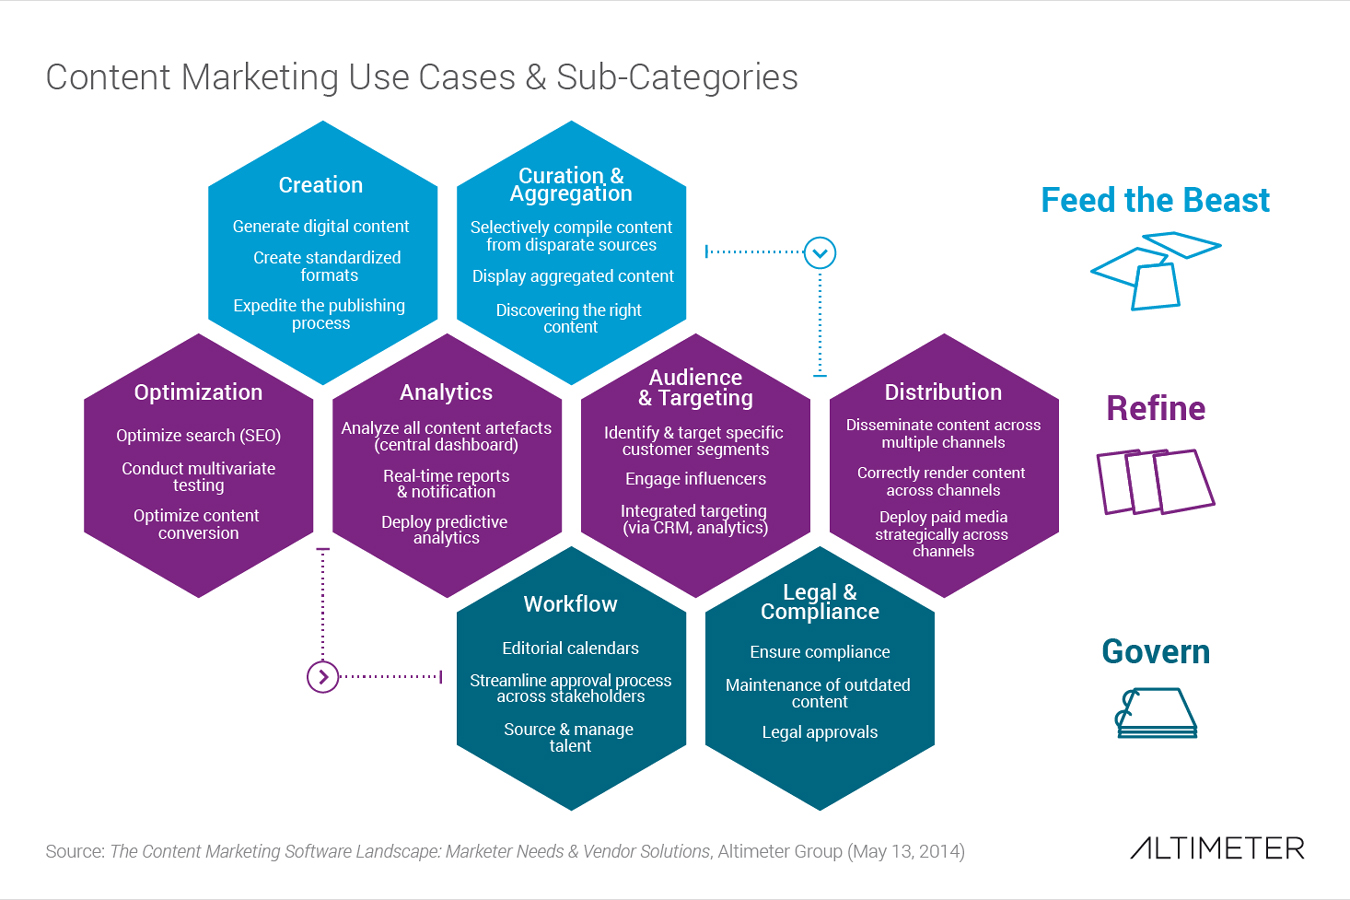 Content Marketing Use Cases & Sub-Categories
Creation
Generate digital content
Create standardized
formats
Expedite the publishing
process
Curation &
Aggregation
Selectively compile content
from disparate sources
Display aggregated content
Discovering the right
content
Feed the Beast
Optimization
Optimize search (SEO)
Conduct multivariate
testing
Optimize content
conversion
Analytics
Analyze all content artefacts
(central dashboard)
Real-time reports
& notification
Deploy predictive
analytics
Audience
& Targeting
Identify & target specific
customer segments
Engage influencers
Integrated targeting
(via CRM, analytics)
Distribution
Disseminate content across
multiple channels
Correctly render content
across channels
Deploy paid media
strategically across
channels
Refine
Workflow
Editorial calendars
Streamline approval process
across stakeholders
Source & manage
talent
Legal &
Compliance
Ensure compliance
Maintenance of outdated
content
Legal approvals
Govern
Source: The Content Marketing Software Landscape: Marketer Needs & Vendor Solutions, Altimeter Group (May 13, 2014)
ALTIMETER